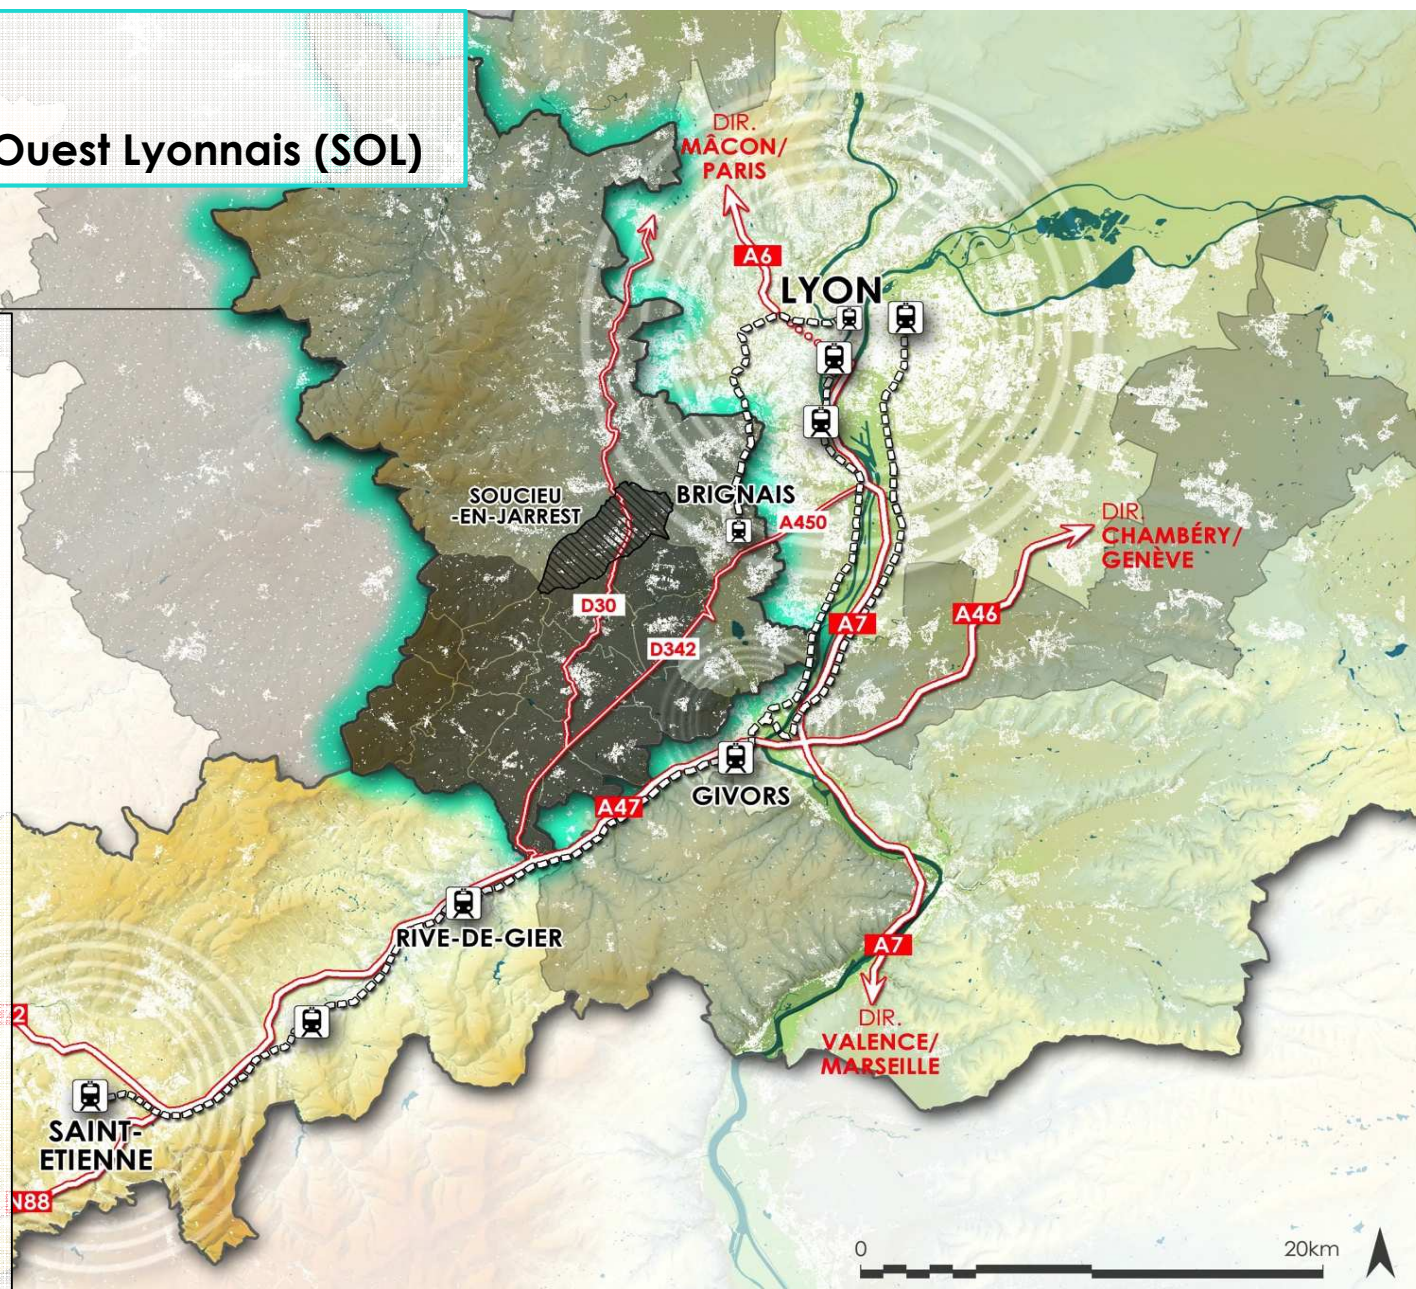 Ouest Lyonnais (SOL)
DIR.
MÂCON/
PARIS
A6
LYON
SOUCIEU
-EN-JARREST
BRIGNAIS
A450
DIR.
CHAMBÉRY/
GENÈVE
D30
A7
A46
D342
GIVORS
A47
RIVE-DE-GIER
A7
DIR.
VALENCE/
MARSEILLE
2
SAINT-
ETIENNE
N88
0
20km